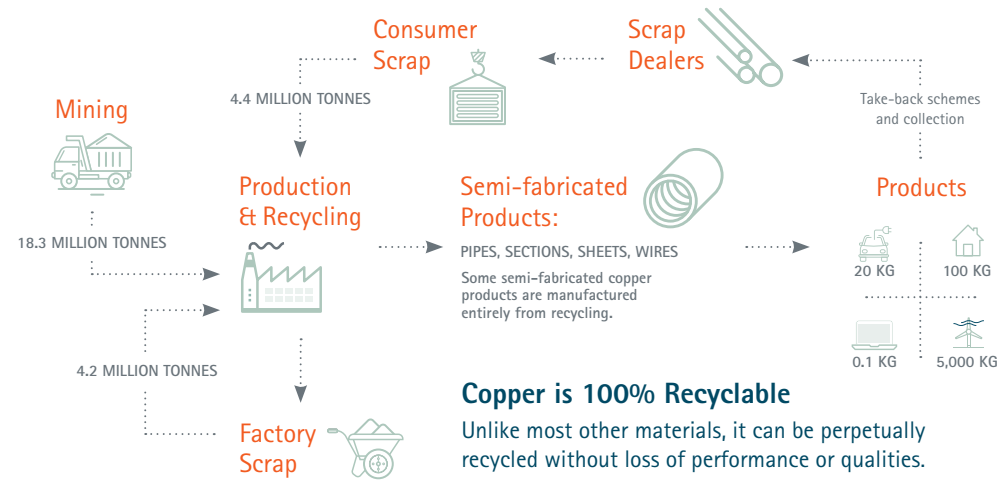 Consumer
Scrap
Scrap
Dealers
4.4 MILLION TONNES
Take-back schemes
and collection
Mining
18.3 MILLION TONNES
Production
& Recycling
Semi-fabricated
Products:
PIPES, SECTIONS, SHEETS, WIRES
Some semi-fabricated copper
products are manufactured
entirely from recycling.
Products
20 KG
100 KG
0.1 KG
5,000 KG
4.2 MILLION TONNES
Factory
Scrap
Copper is 100% Recyclable
Unlike most other materials, it can be perpetually
recycled without loss of performance or qualities.